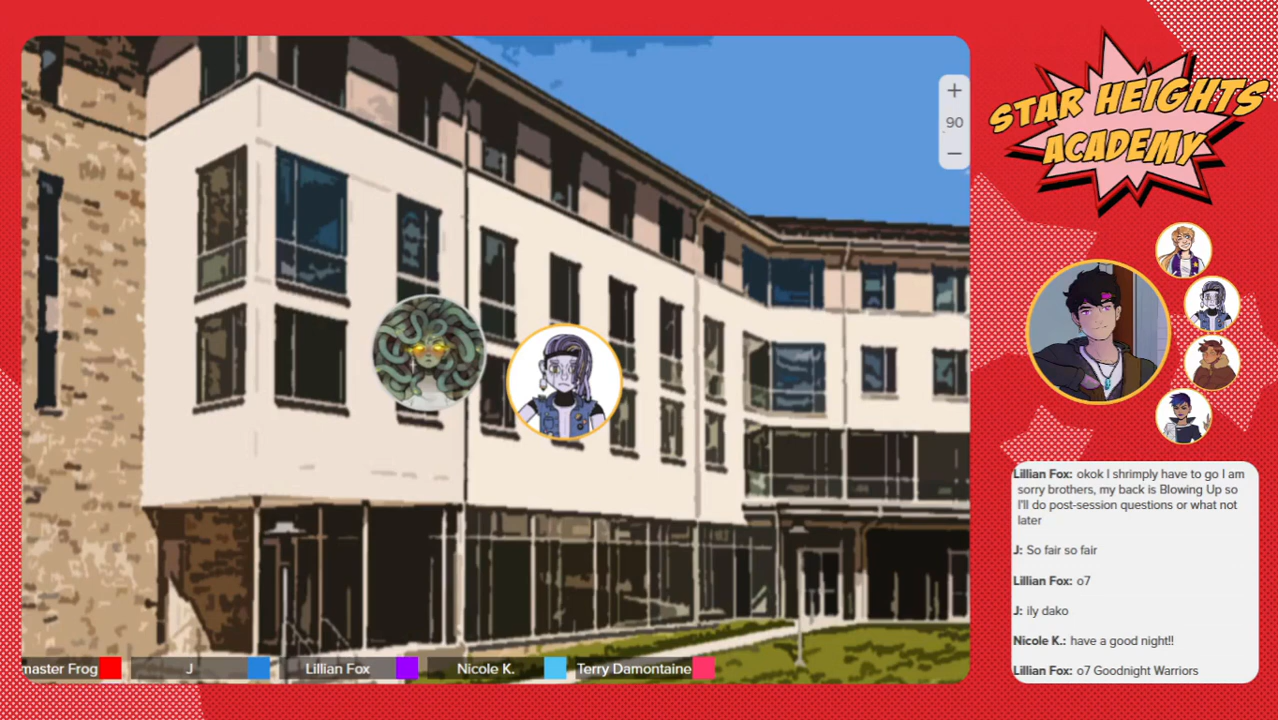 STAR HEIGHTS
ACADEMY
+
90
−
Lillian Fox: okok I shrimply have to go I am
sorry brothers, my back is Blowing Up so
I'll do post-session questions or what not
later
J: So fair so fair
Lillian Fox: o7
J: ily dako
Nicole K.: have a good night!!
Lillian Fox: o7 Goodnight Warriors
master Frog
J
Lillian Fox
Nicole K.
Terry Damontaine